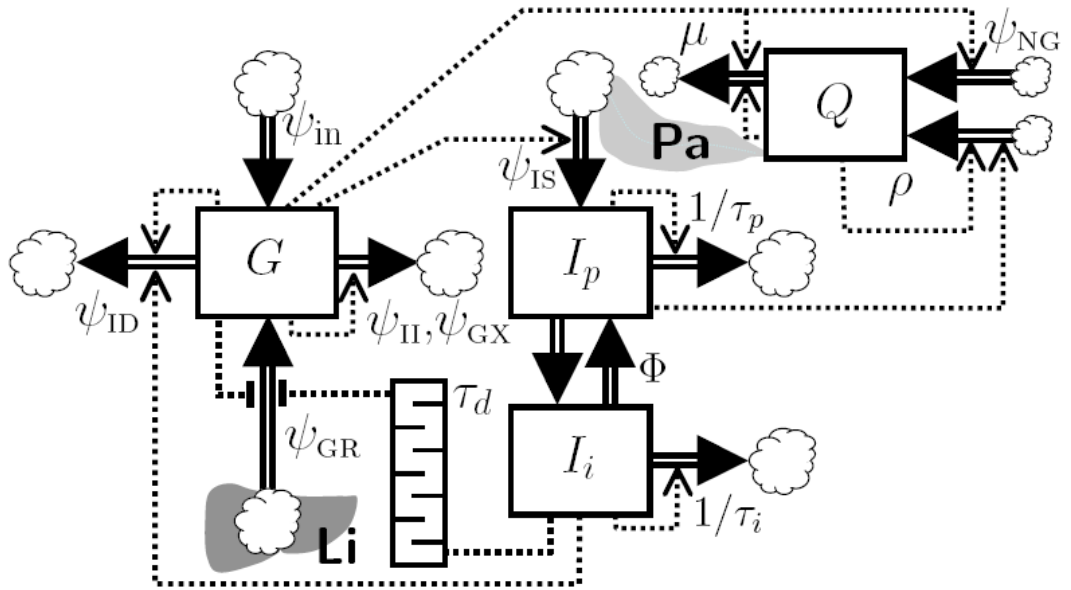 μ
ψ_NG
Q
ψ_in
Pa
ψ_IS
ρ
1/τ_p
G
I_p
ψ_ID
ψ_II, ψ_GX
Φ
τ_d
ψ_GR
I_i
1/τ_i
Li